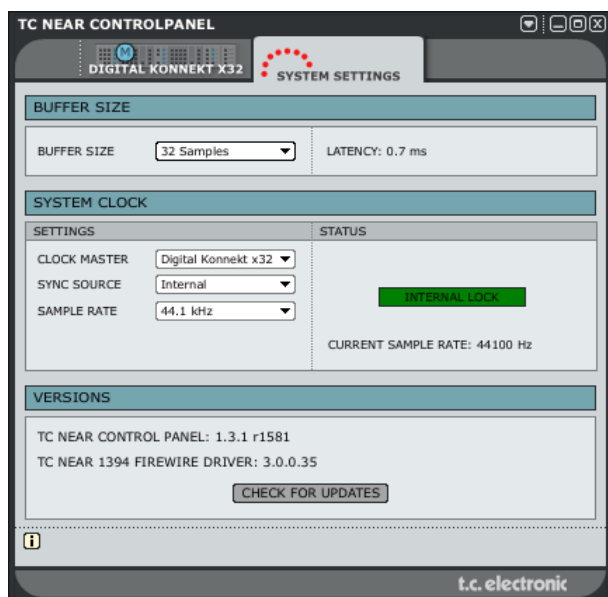 TC NEAR CONTROLPANEL
M
DIGITAL KONNEKT X32
SYSTEM SETTINGS
BUFFER SIZE
BUFFER SIZE 32 Samples LATENCY: 0.7 ms
SYSTEM CLOCK
SETTINGS STATUS
CLOCK MASTER Digital Konnekt x32
SYNC SOURCE Internal
INTERNAL LOCK
SAMPLE RATE 44.1 kHz
CURRENT SAMPLE RATE: 44100 Hz
VERSIONS
TC NEAR CONTROL PANEL: 1.3.1 r1581
TC NEAR 1394 FIREWIRE DRIVER: 3.0.0.35
CHECK FOR UPDATES
i
t.c. electronic